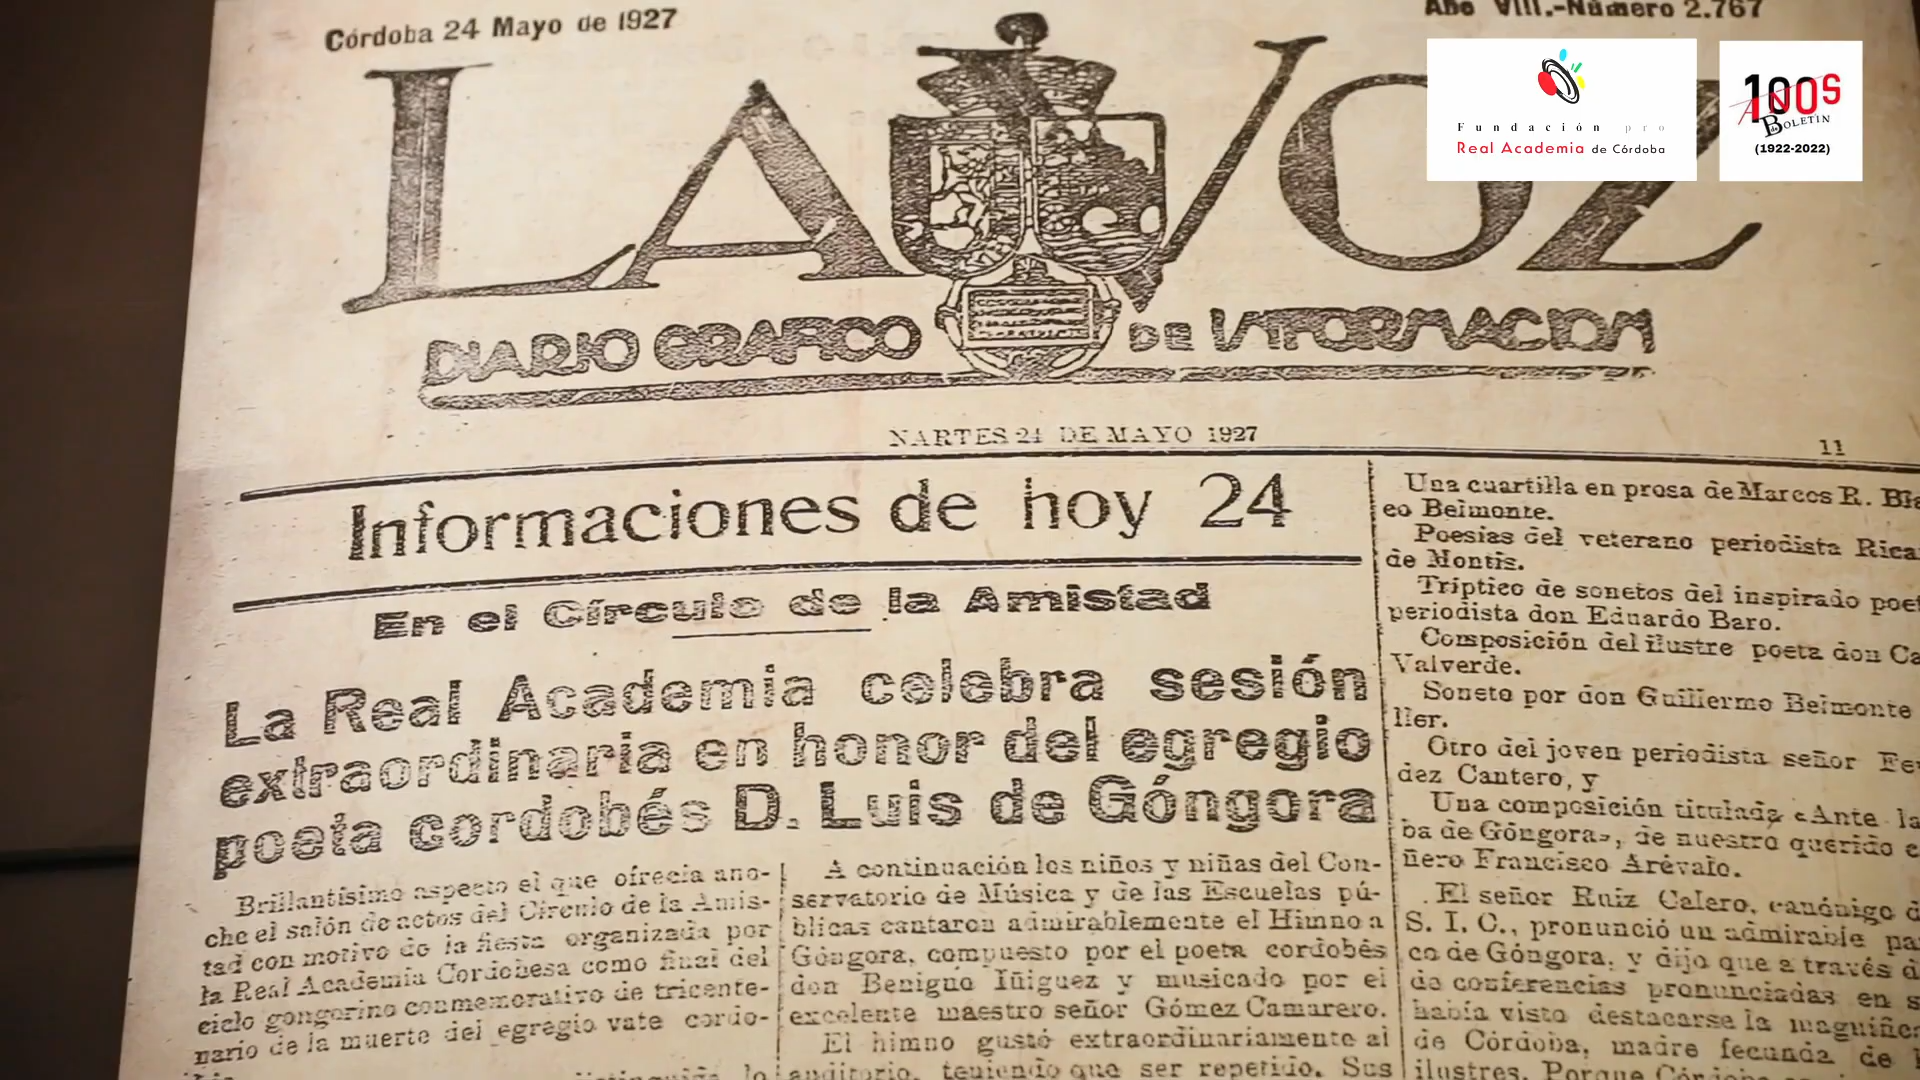 Córdoba 24 Mayo de 1927
Año VIII.-Número 2.767
LA VOZ
DIARIO GRAFICO DE INFORMACION
Fundación pro
Real Academia de Córdoba
100S
AÑOS
de BOLETÍN
(1922-2022)
NARTES 24 DE MAYO 1927
11
Informaciones de hoy 24
En el Círculo de la Amistad
La Real Academia celebra sesión
extraordinaria en honor del egregio
poeta cordobés D. Luis de Góngora
Brillantísimo aspecto el que ofrecía ano-
che el salón de actos del Círculo de la Amis-
tad con motivo de la fiesta organizada por
la Real Academia Cordobesa como final del
ciclo gongorino conmemorativo de tricente-
nario de la muerte del egregio vate cordo-
A continuación los niños y niñas del Con-
servatorio de Música y de las Escuelas pú-
blicas cantaron admirablemente el Himno a
Góngora, compuesto por el poeta cordobés
don Benigno Iñiguez y musicado por el
excelente maestro señor Gómez Camarero.
El himno gustó extraordinariamente al
auditorio, teniendo que ser repetido. Sus
Una cuartilla en prosa de Marcos R. Bla
co Belmonte.
Poesias del veterano periodista Rica
de Montis.
Tríptico de sonetos del inspirado poet
periodista don Eduardo Baro.
Composición del ilustre poeta don Ca
Valverde.
Soneto por don Guillermo Belmonte
ller.
Otro del joven periodista señor Fer
dez Cantero, y
Una composición titulada «Ante la
ba de Góngora», de nuestro querido c
ñero Francisco Arévalo.
El señor Ruiz Calero, canónigo d
S. I. C., pronunció un admirable pa
co de Góngora, y dijo que a través d
de conferencias pronunciadas en s
había visto destacarse la magnífic
de Córdoba, madre fecunda de
ilustres. Porque Córdoba